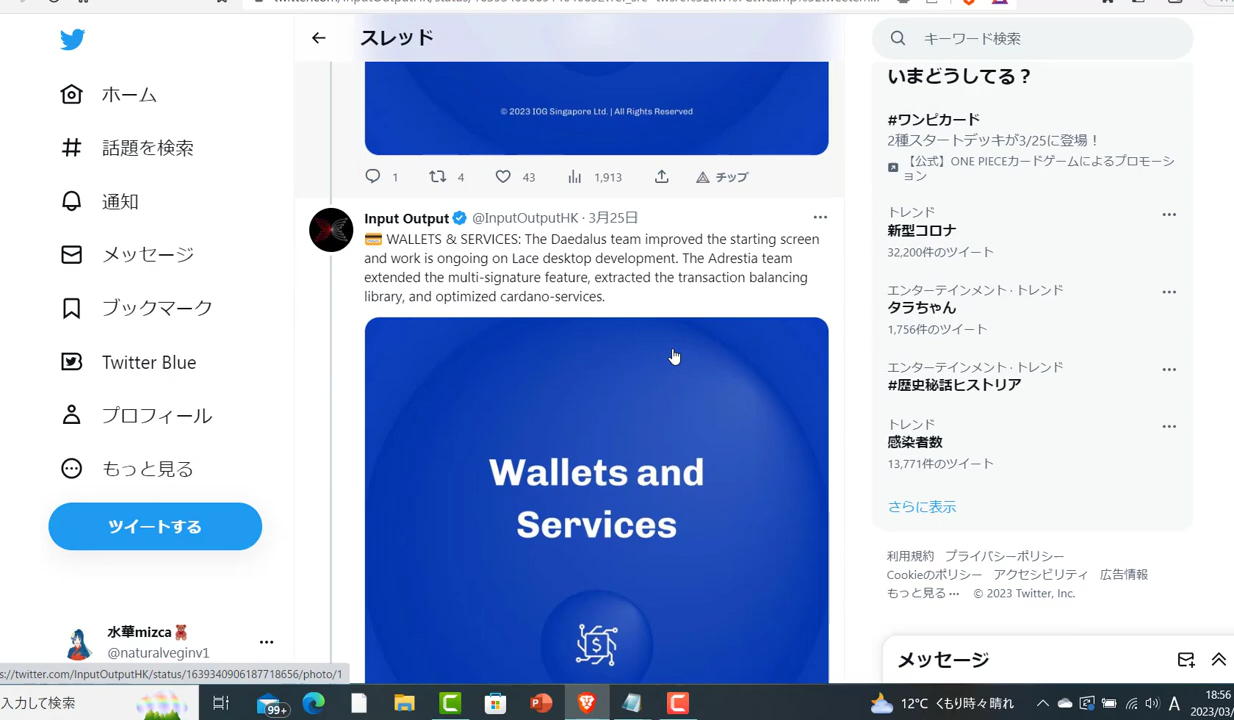 スレッド
キーワード検索
ホーム
話題を検索
通知
メッセージ
ブックマーク
Twitter Blue
プロフィール
もっと見る
ツイートする
水華mizca
@naturalveginv1
© 2023 IOG Singapore Ltd. | All Rights Reserved
1
4
43
1,913
チップ
Input Output @InputOutputHK · 3月25日
WALLETS & SERVICES: The Daedalus team improved the starting screen
and work is ongoing on Lace desktop development. The Adrestia team
extended the multi-signature feature, extracted the transaction balancing
library, and optimized cardano-services.
Wallets and
Services
いまどうしてる？
#ワンピカード
2種スタートデッキが3/25に登場！
【公式】ONE PIECEカードゲームによるプロモーシ
ョン
トレンド
新型コロナ
32,200件のツイート
エンターテインメント · トレンド
タラちゃん
1,756件のツイート
エンターテインメント · トレンド
#歴史秘話ヒストリア
トレンド
感染者数
13,771件のツイート
さらに表示
利用規約 プライバシーポリシー
Cookieのポリシー アクセシビリティ 広告情報
もっと見る ··· © 2023 Twitter, Inc.
メッセージ
s://twitter.com/InputOutputHK/status/1639340906187718656/photo/1
入力して検索
99+
12°C くもり時々晴れ
A
18:56
2023/03/